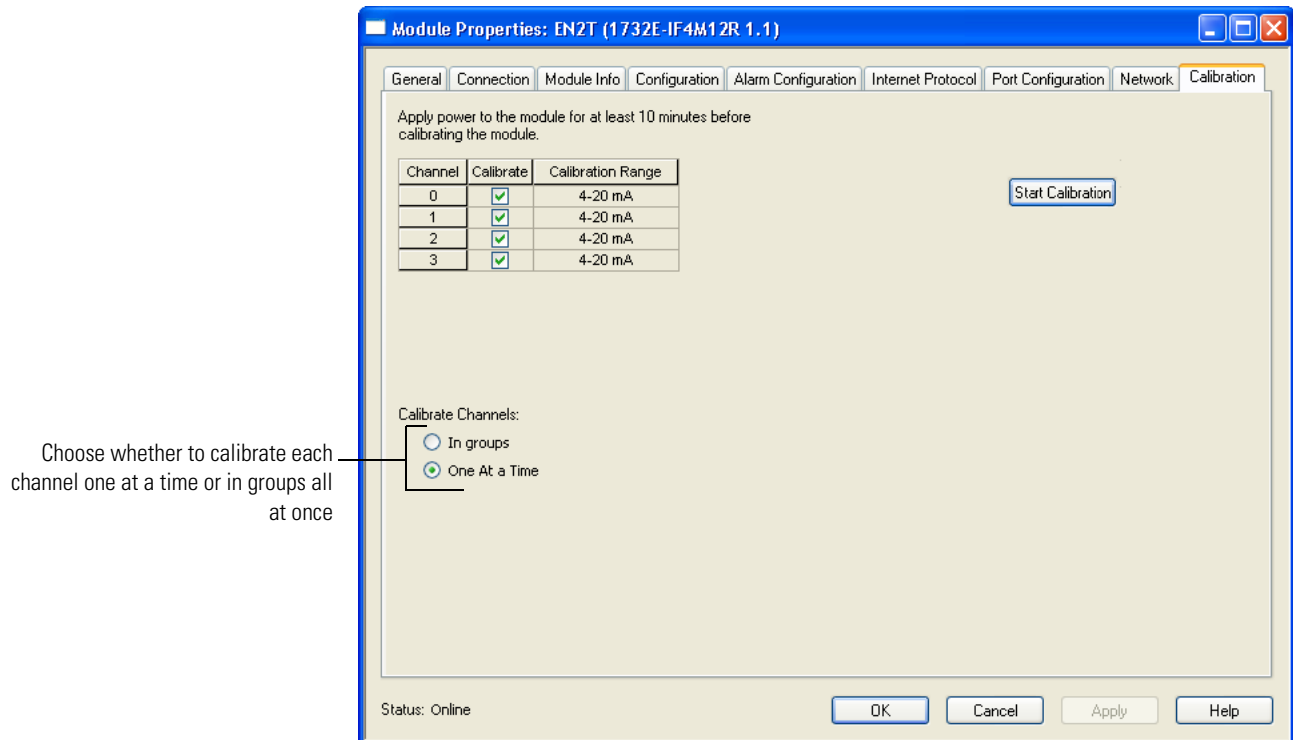 Module Properties: EN2T (1732E-IF4M12R 1.1)
General Connection Module Info Configuration Alarm Configuration Internet Protocol Port Configuration Network Calibration
Apply power to the module for at least 10 minutes before
calibrating the module.
Channel Calibrate Calibration Range
0 4-20 mA
1 4-20 mA
2 4-20 mA
3 4-20 mA
Start Calibration
Calibrate Channels:
In groups
One At a Time
Choose whether to calibrate each
channel one at a time or in groups all
at once
Status: Online
OK Cancel Apply Help